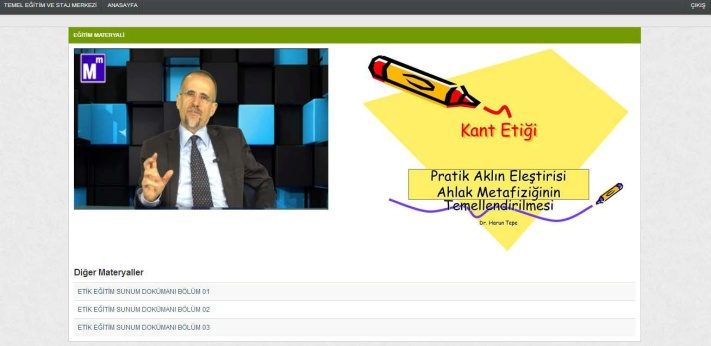 TEMEL EĞİTİM VE STAJ MERKEZİ ANASAYFA ÇIKIŞ
EĞİTİM MATERYALİ
Mm
Kant Etiği
Pratik Aklın Eleştirisi
Ahlak Metafiziğinin
Temellendirilmesi
Dr. Harun Tepe
Diğer Materyaller
ETİK EĞİTİM SUNUM DOKÜMANI BÖLÜM 01
ETİK EĞİTİM SUNUM DOKÜMANI BÖLÜM 02
ETİK EĞİTİM SUNUM DOKÜMANI BÖLÜM 03